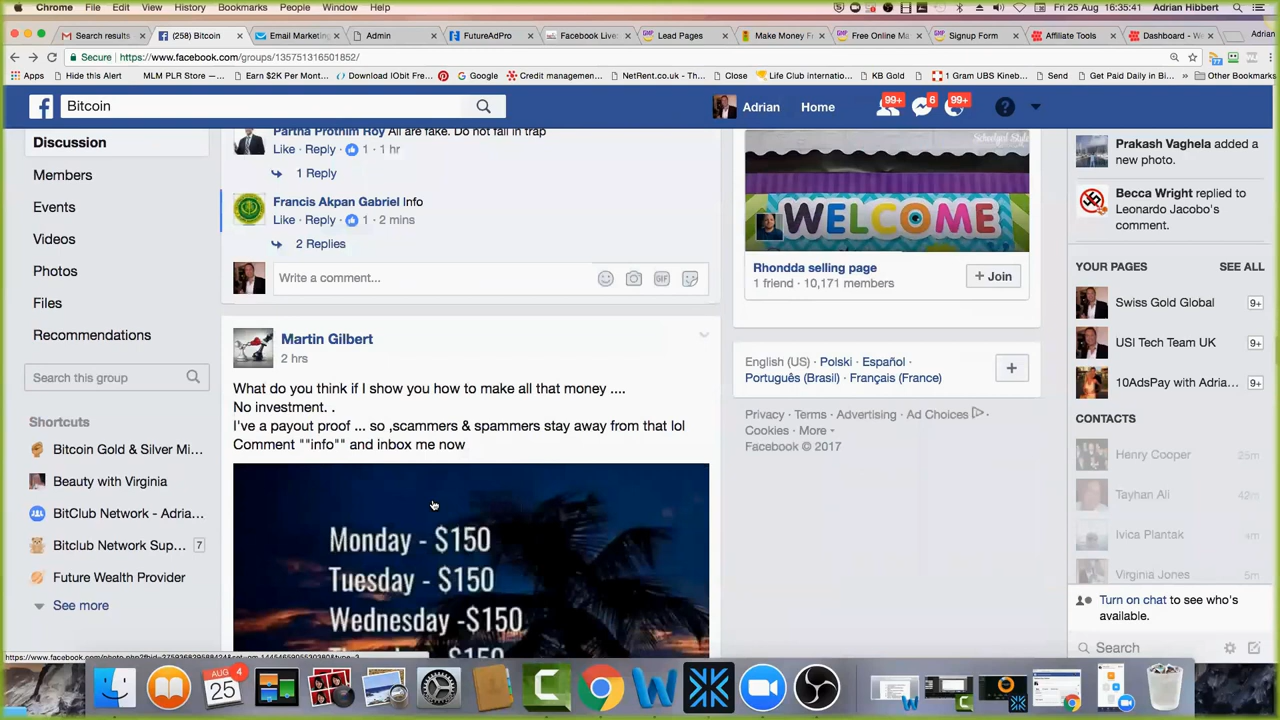 Chrome File Edit View History Bookmarks People Window Help Fri 25 Aug 16:35:41 Adrian Hibbert
Search results (258) Bitcoin Email Marketing Admin FutureAdPro Facebook Live Lead Pages Make Money F Free Online Ma Signup Form Affiliate Tools Dashboard - We Adrian
Secure https://www.facebook.com/groups/1357513165018​52/
Apps Hide this Alert MLM PLR Store — Earn $2K Per Mont... Download IObit Fre... Google Credit managemen... NetRent.co.uk - Th... Close Life Club internatio... KB Gold 1 Gram UBS Kineb... Send Get Paid Daily in Bi... Other Bookmarks
Bitcoin
Adrian Home 99+ 6 99+ ?
Discussion
Members
Events
Videos
Photos
Files
Recommendations
Search this group
Shortcuts
Bitcoin Gold & Silver Mi...
Beauty with Virginia
BitClub Network - Adria...
Bitclub Network Sup... 7
Future Wealth Provider
See more
Partha Prothim Roy All are fake. Do not fall in trap
Like · Reply · 1 · 1 hr
1 Reply
Francis Akpan Gabriel Info
Like · Reply · 1 · 2 mins
2 Replies
Write a comment...
GIF
Martin Gilbert
2 hrs
What do you think if I show you how to make all that money ....
No investment. .
I've a payout proof ... so ,scammers & spammers stay away from that lol
Comment ""info"" and inbox me now
Monday - $150
Tuesday - $150
Wednesday -$150
WELCOME
Rhondda selling page
1 friend · 10,171 members
+ Join
English (US) · Polski · Español ·
Português (Brasil) · Français (France)
Privacy · Terms · Advertising · Ad Choices ·
Cookies · More
Facebook © 2017
Prakash Vaghela added a
new photo.
Becca Wright replied to
Leonardo Jacobo's
comment.
YOUR PAGES SEE ALL
Swiss Gold Global 9+
USI Tech Team UK 9+
10AdsPay with Adria... 9+
CONTACTS
Henry Cooper 25m
Tayhan Ali 42m
Ivica Plantak 4m
Virginia Jones 5m
Turn on chat to see who's
available.
Search
AUG 4
25